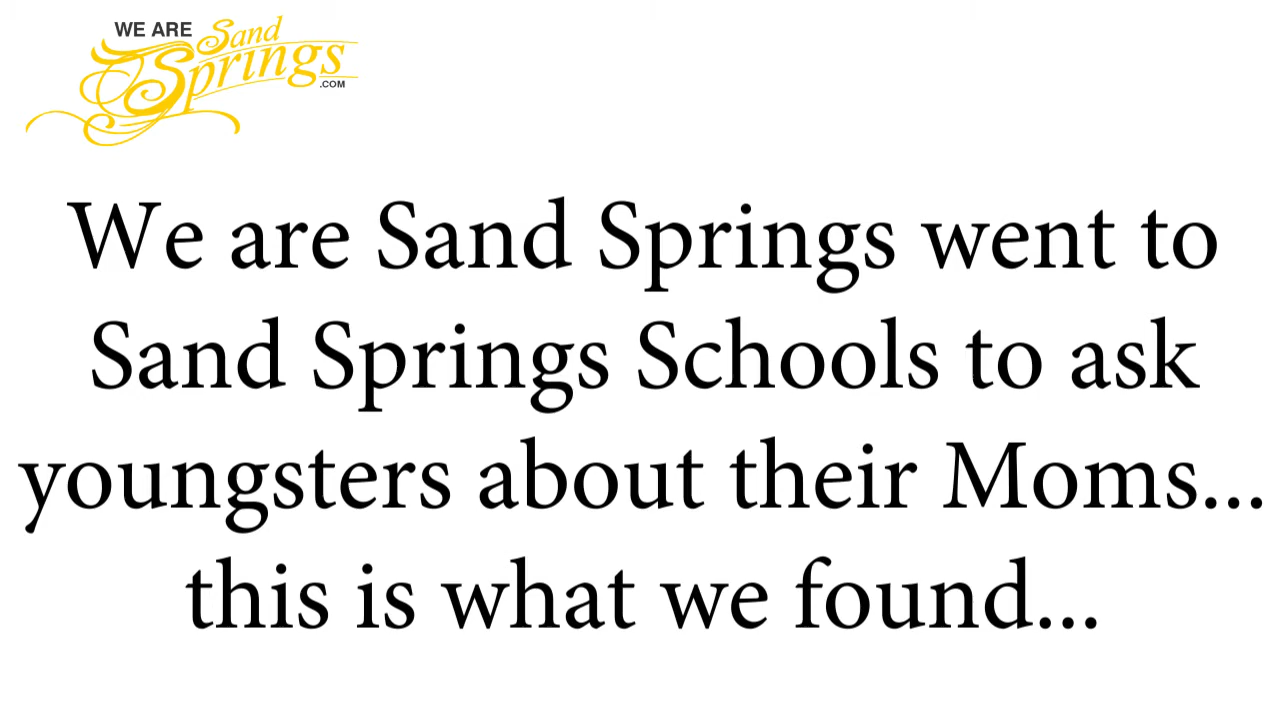 WE ARE Sand
Springs
.COM
We are Sand Springs went to
Sand Springs Schools to ask
youngsters about their Moms...
this is what we found...